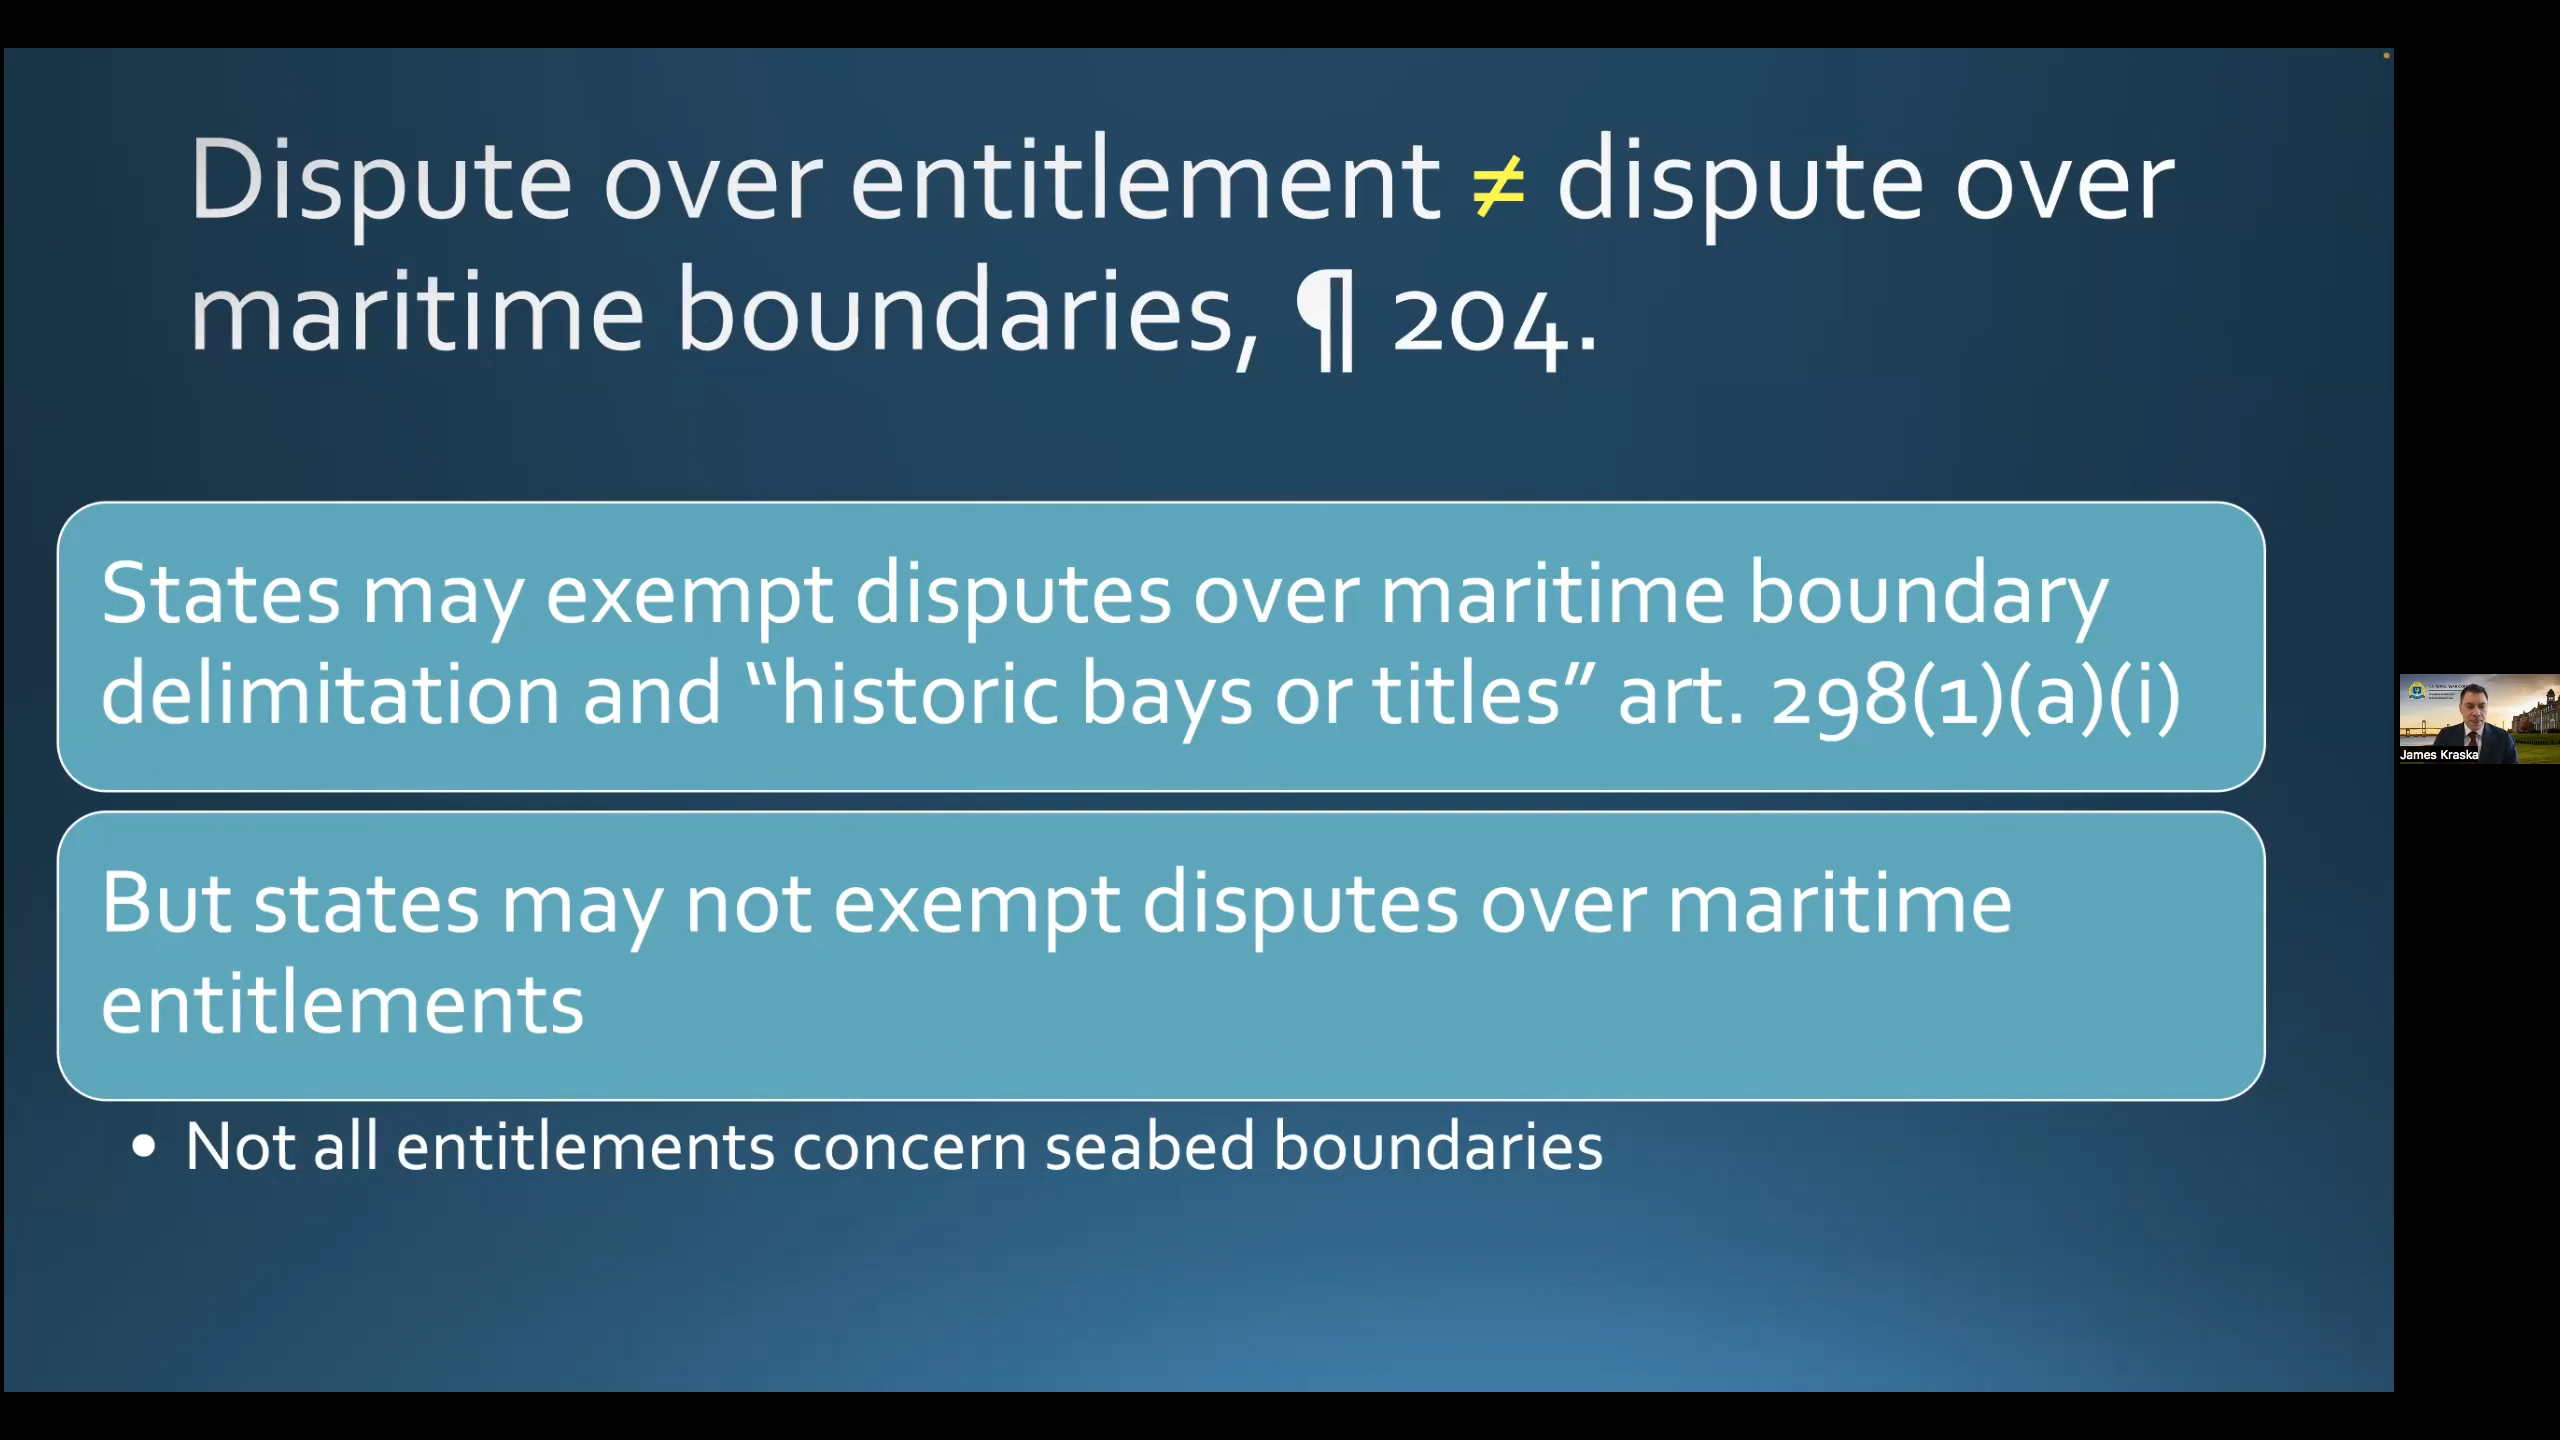 Dispute over entitlement ≠ dispute over
maritime boundaries, ¶ 204.
States may exempt disputes over maritime boundary
delimitation and “historic bays or titles” art. 298(1)(a)(i)
But states may not exempt disputes over maritime
entitlements
• Not all entitlements concern seabed boundaries
James Kraska